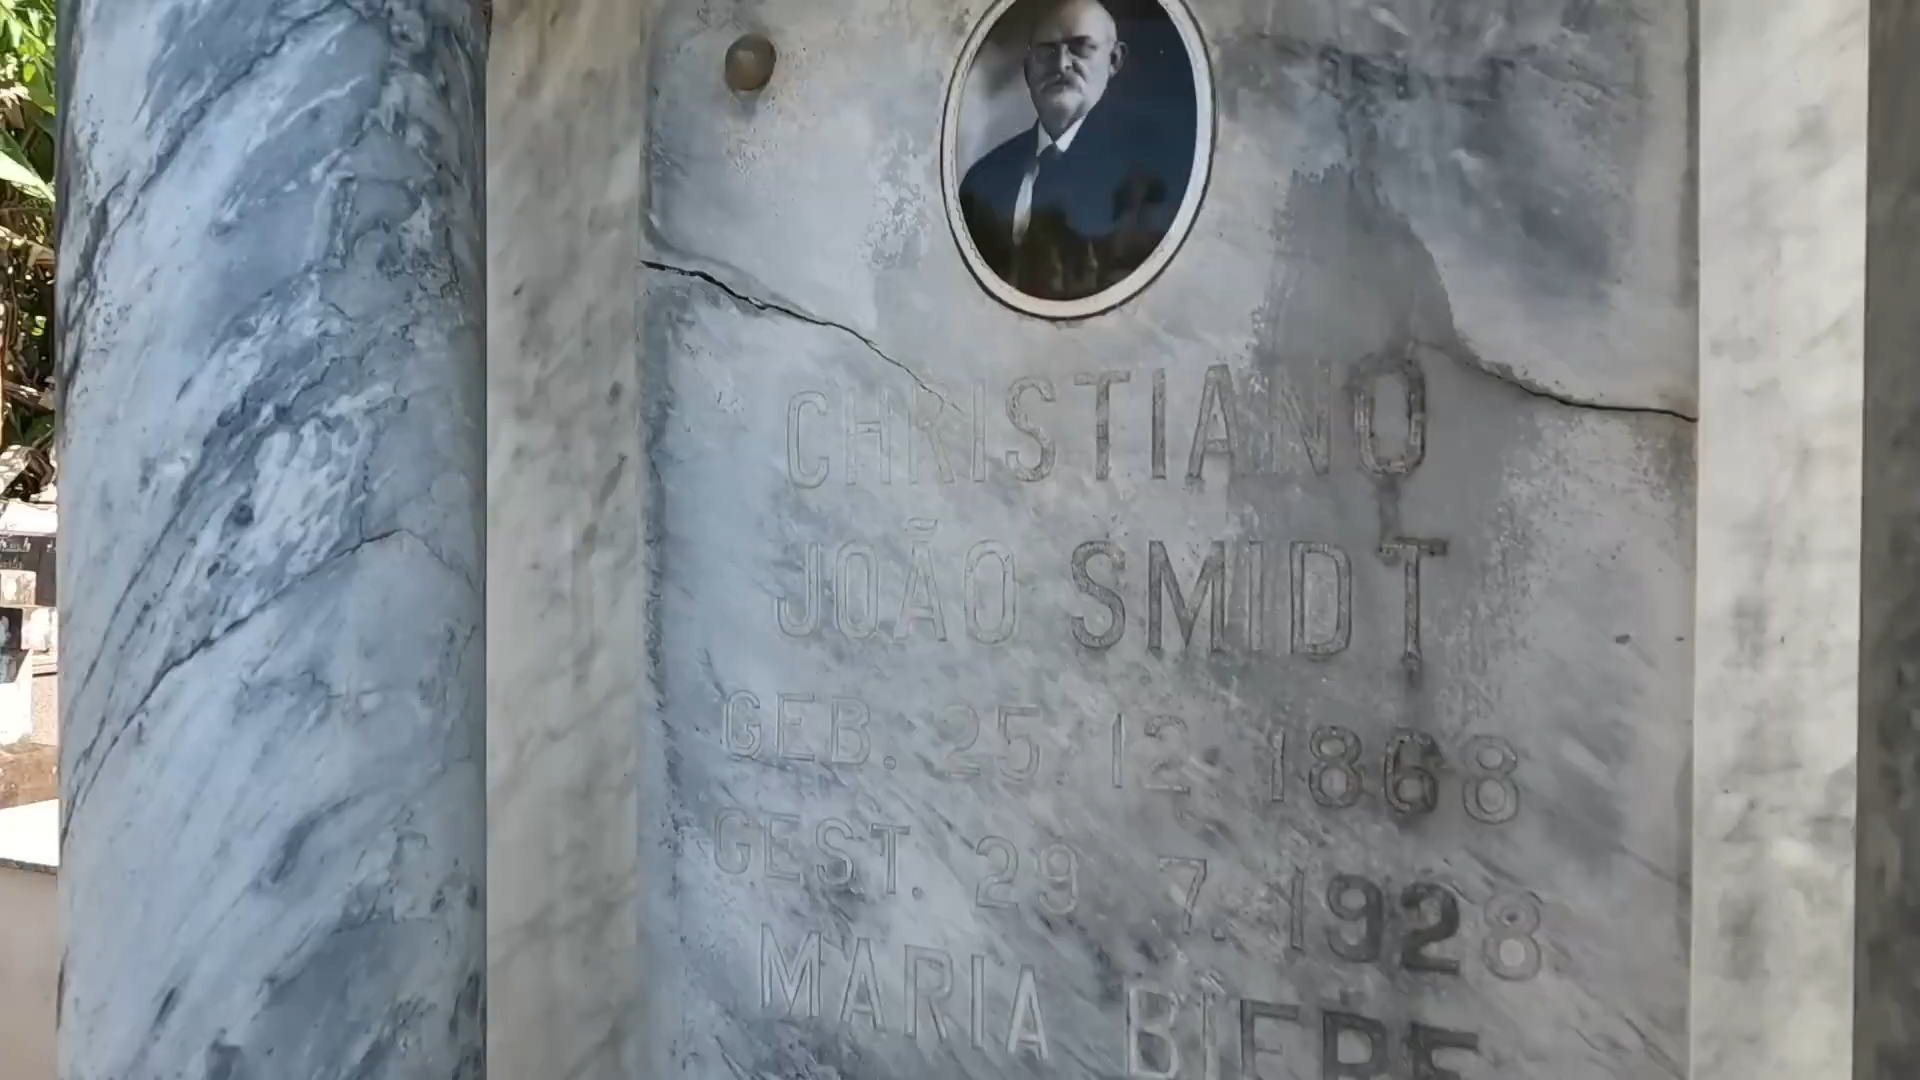 CHRISTIANO
JOÃO SMIDT
GEB. 25. 12. 1868
GEST. 29. 7. 1928
MARIA